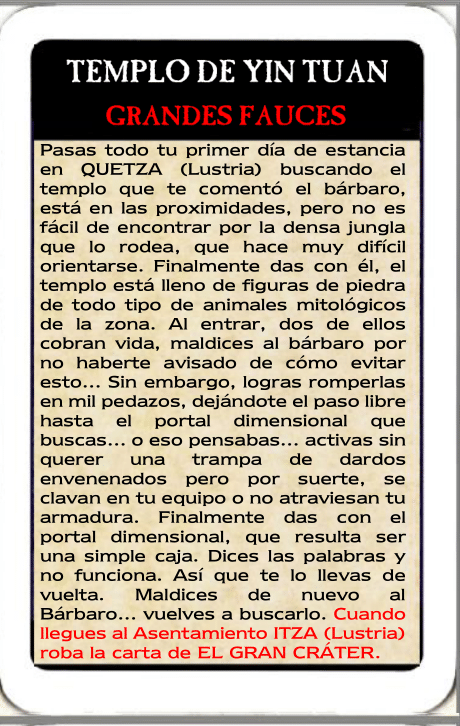 TEMPLO DE YIN TUAN
GRANDES FAUCES
Pasas todo tu primer día de estancia
en QUETZA (Lustria) buscando el
templo que te comentó el bárbaro,
está en las proximidades, pero no es
fácil de encontrar por la densa jungla
que lo rodea, que hace muy difícil
orientarse. Finalmente das con él, el
templo está lleno de figuras de piedra
de todo tipo de animales mitológicos
de la zona. Al entrar, dos de ellos
cobran vida, maldices al bárbaro por
no haberte avisado de cómo evitar
esto... Sin embargo, logras romperlas
en mil pedazos, dejándote el paso libre
hasta el portal dimensional que
buscas... o eso pensabas... activas sin
querer una trampa de dardos
envenenados pero por suerte, se
clavan en tu equipo o no atraviesan tu
armadura. Finalmente das con el
portal dimensional, que resulta ser
una simple caja. Dices las palabras y
no funciona. Así que te lo llevas de
vuelta. Maldices de nuevo al
Bárbaro... vuelves a buscarlo. Cuando
llegues al Asentamiento ITZA (Lustria)
roba la carta de EL GRAN CRÁTER.